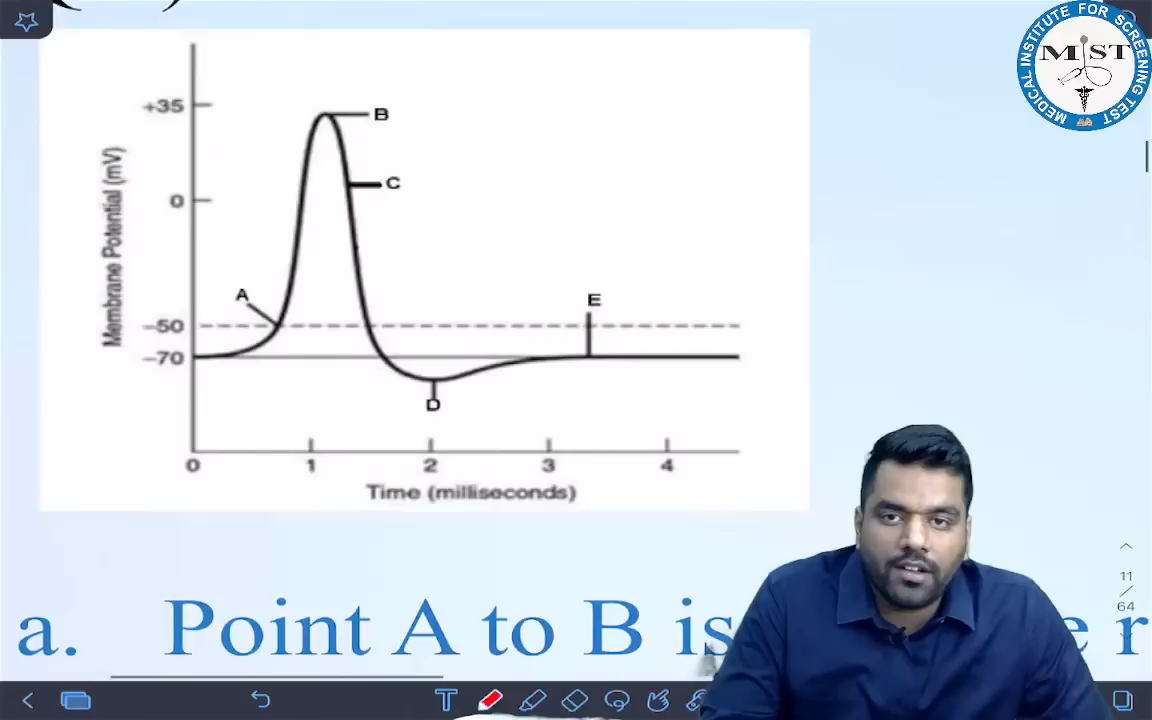 MEDICAL INSTITUTE FOR SCREENING TEST
MIST
+35
B
C
0
Membrane Potential (mV)
A
E
-50
-70
D
0 1 2 3 4
Time (milliseconds)
11
/
64
a. Point A to B is
T